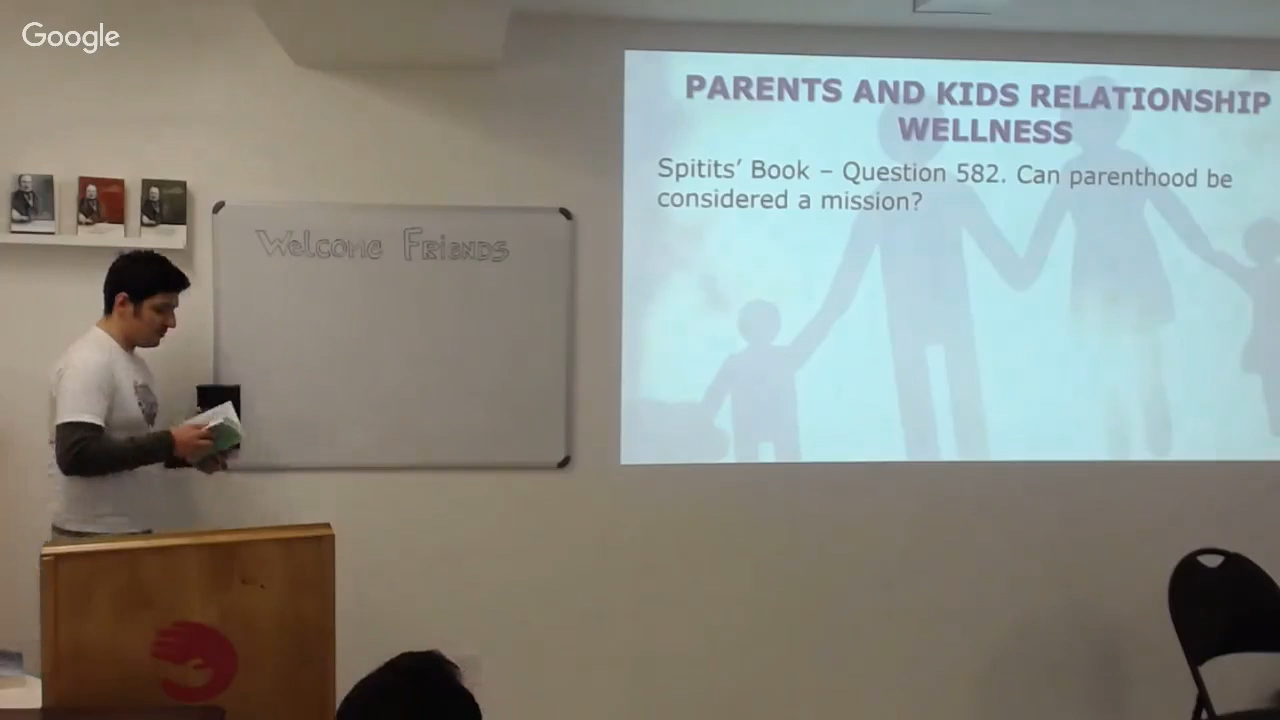 Google
Welcome Friends
PARENTS AND KIDS RELATIONSHIP
WELLNESS
Spitits' Book – Question 582. Can parenthood be
considered a mission?